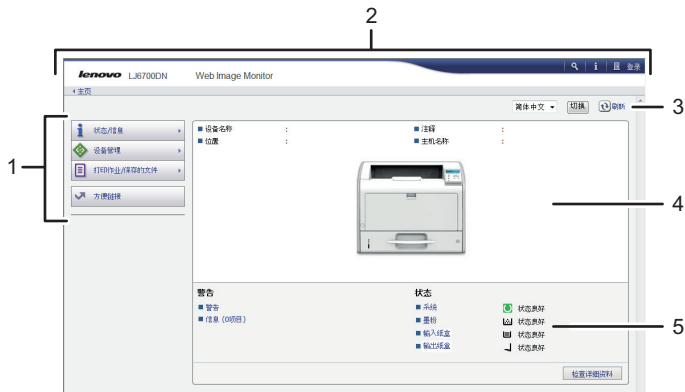 2
lenovo LJ6700DN Web Image Monitor 登录
主页
简体中文 切换 刷新 3
1
状态/信息
设备管理
打印作业/保存的文件
方便链接
设备名称 : 注释 :
位置 : 主机名称 :
4
警告 状态
警告 系统 状态良好
信息 (0项目) 墨粉 状态良好
输入纸盒 状态良好 5
输出纸盒 状态良好
检查详细资料